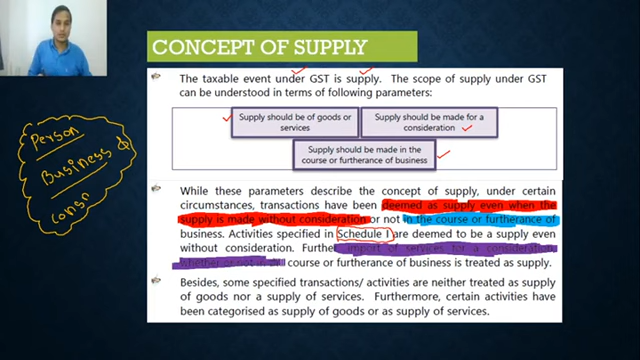 CONCEPT OF SUPPLY
The taxable event under GST is supply. The scope of supply under GST
can be understood in terms of following parameters:
Supply should be of goods or
services
Supply should be made for a
consideration
Supply should be made in the
course or furtherance of business
Person
Business &
cons
While these parameters describe the concept of supply, under certain
circumstances, transactions have been deemed as supply even when the
supply is made without consideration or not in the course or furtherance of
business. Activities specified in Schedule I are deemed to be a supply even
without consideration. Further import of services for a consideration,
whether or not in the course or furtherance of business is treated as supply.
Besides, some specified transactions/ activities are neither treated as supply
of goods nor a supply of services. Furthermore, certain activities have
been categorised as supply of goods or as supply of services.